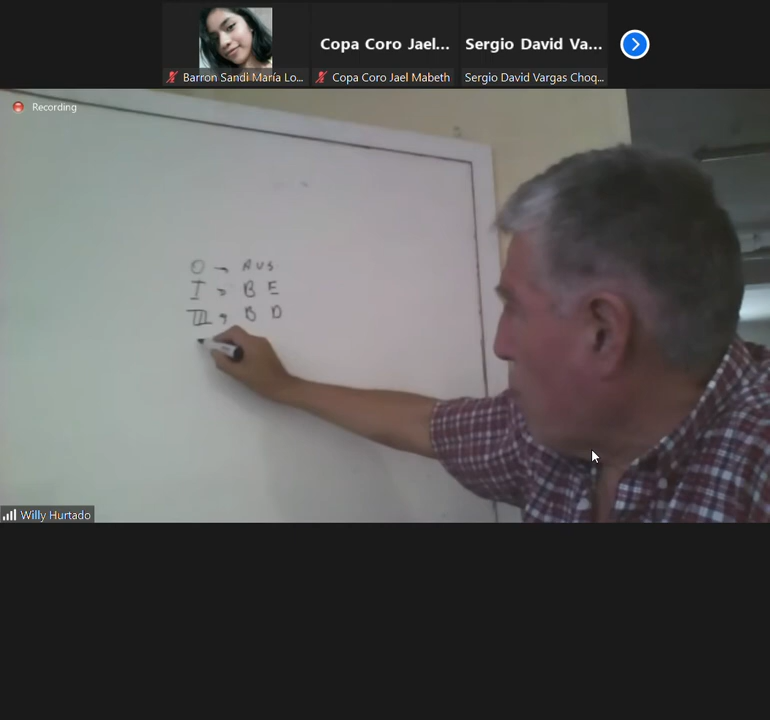 Copa Coro Jael...
Sergio David Va...
Barron Sandi María Lo...
Copa Coro Jael Mabeth
Sergio David Vargas Choq...
Recording
O → AUS
I → B E
III → B D
Willy Hurtado